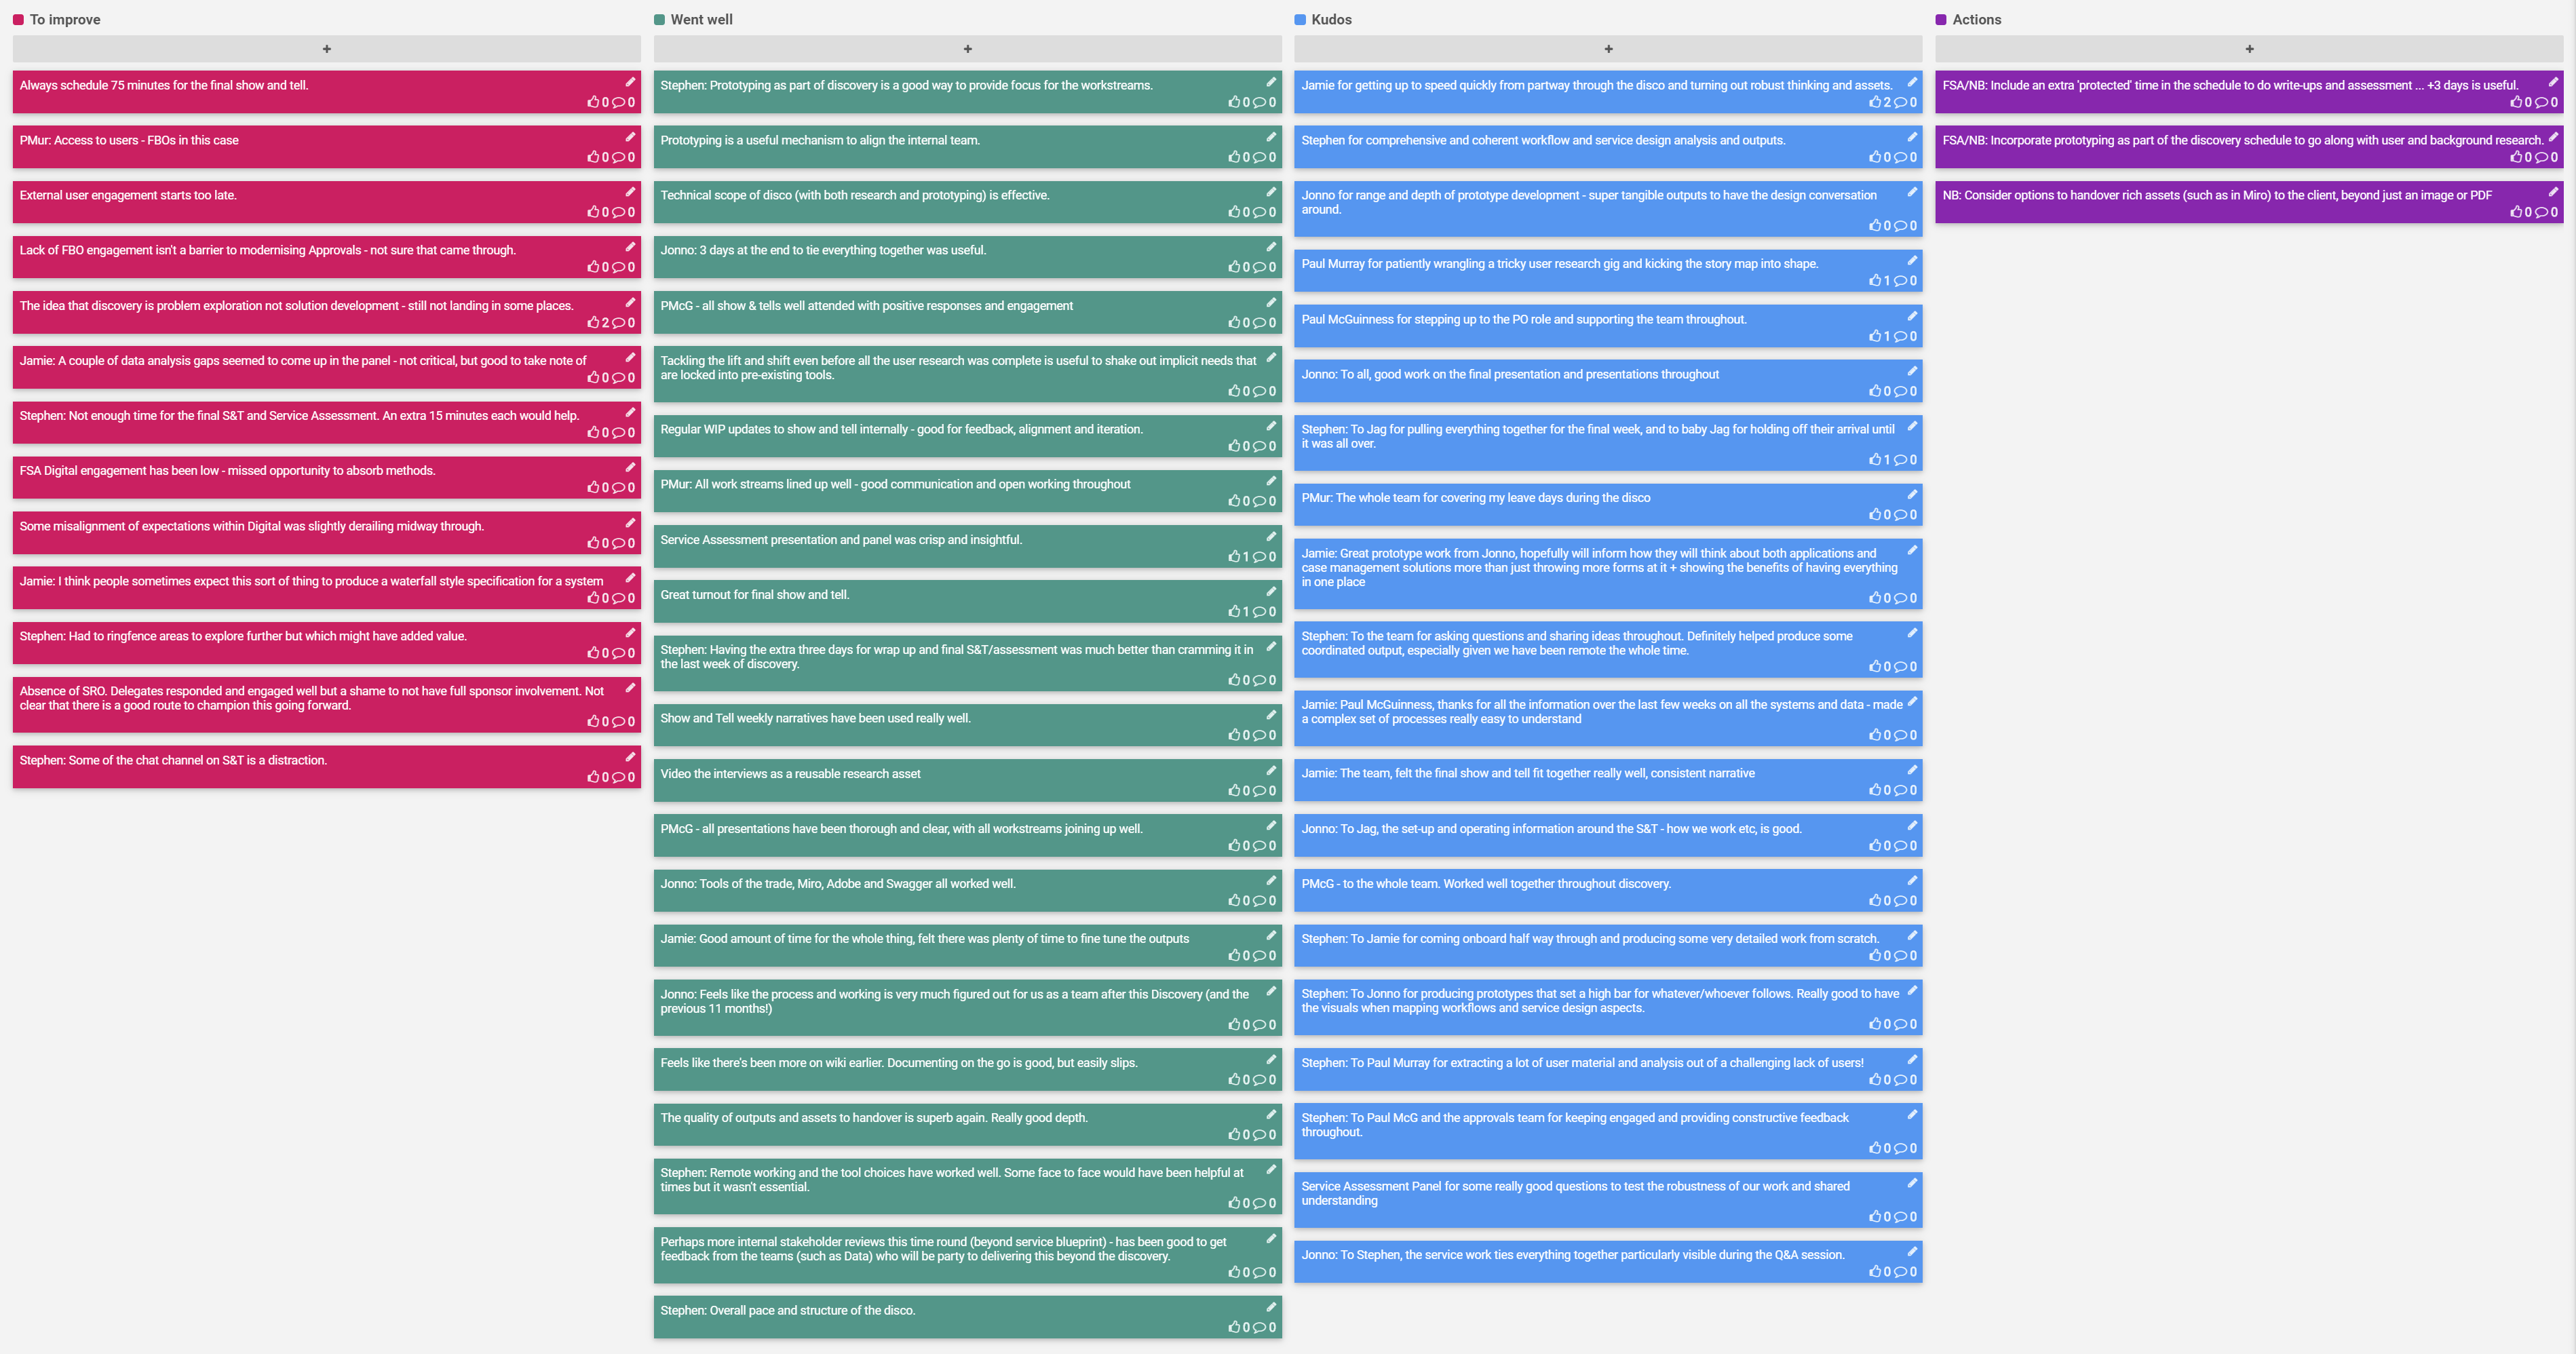 To improve
+
Always schedule 75 minutes for the final show and tell.
0 0
PMur: Access to users - FBOs in this case
0 0
External user engagement starts too late.
0 0
Lack of FBO engagement isn't a barrier to modernising Approvals - not sure that came through.
0 0
The idea that discovery is problem exploration not solution development - still not landing in some places.
2 0
Jamie: A couple of data analysis gaps seemed to come up in the panel - not critical, but good to take note of
0 0
Stephen: Not enough time for the final S&T and Service Assessment. An extra 15 minutes each would help.
0 0
FSA Digital engagement has been low - missed opportunity to absorb methods.
0 0
Some misalignment of expectations within Digital was slightly derailing midway through.
0 0
Jamie: I think people sometimes expect this sort of thing to produce a waterfall style specification for a system
0 0
Stephen: Had to ringfence areas to explore further but which might have added value.
0 0
Absence of SRO. Delegates responded and engaged well but a shame to not have full sponsor involvement. Not
clear that there is a good route to champion this going forward.
0 0
Stephen: Some of the chat channel on S&T is a distraction.
0 0
Went well
+
Stephen: Prototyping as part of discovery is a good way to provide focus for the workstreams.
0 0
Prototyping is a useful mechanism to align the internal team.
0 0
Technical scope of disco (with both research and prototyping) is effective.
0 0
Jonno: 3 days at the end to tie everything together was useful.
0 0
PMcG - all show & tells well attended with positive responses and engagement
0 0
Tackling the lift and shift even before all the user research was complete is useful to shake out implicit needs that
are locked into pre-existing tools.
0 0
Regular WIP updates to show and tell internally - good for feedback, alignment and iteration.
0 0
PMur: All work streams lined up well - good communication and open working throughout
0 0
Service Assessment presentation and panel was crisp and insightful.
1 0
Great turnout for final show and tell.
1 0
Stephen: Having the extra three days for wrap up and final S&T/assessment was much better than cramming it in
the last week of discovery.
0 0
Show and Tell weekly narratives have been used really well.
0 0
Video the interviews as a reusable research asset
0 0
PMcG - all presentations have been thorough and clear, with all workstreams joining up well.
0 0
Jonno: Tools of the trade, Miro, Adobe and Swagger all worked well.
0 0
Jamie: Good amount of time for the whole thing, felt there was plenty of time to fine tune the outputs
0 0
Jonno: Feels like the process and working is very much figured out for us as a team after this Discovery (and the
previous 11 months!)
0 0
Feels like there's been more on wiki earlier. Documenting on the go is good, but easily slips.
0 0
The quality of outputs and assets to handover is superb again. Really good depth.
0 0
Stephen: Remote working and the tool choices have worked well. Some face to face would have been helpful at
times but it wasn't essential.
0 0
Perhaps more internal stakeholder reviews this time round (beyond service blueprint) - has been good to get
feedback from the teams (such as Data) who will be party to delivering this beyond the discovery.
0 0
Stephen: Overall pace and structure of the disco.
0 0
Kudos
+
Jamie for getting up to speed quickly from partway through the disco and turning out robust thinking and assets.
2 0
Stephen for comprehensive and coherent workflow and service design analysis and outputs.
0 0
Jonno for range and depth of prototype development - super tangible outputs to have the design conversation
around.
0 0
Paul Murray for patiently wrangling a tricky user research gig and kicking the story map into shape.
1 0
Paul McGuinness for stepping up to the PO role and supporting the team throughout.
1 0
Jonno: To all, good work on the final presentation and presentations throughout
0 0
Stephen: To Jag for pulling everything together for the final week, and to baby Jag for holding off their arrival until
it was all over.
1 0
PMur: The whole team for covering my leave days during the disco
0 0
Jamie: Great prototype work from Jonno, hopefully will inform how they will think about both applications and
case management solutions more than just throwing more forms at it + showing the benefits of having everything
in one place
0 0
Stephen: To the team for asking questions and sharing ideas throughout. Definitely helped produce some
coordinated output, especially given we have been remote the whole time.
0 0
Jamie: Paul McGuinness, thanks for all the information over the last few weeks on all the systems and data - made
a complex set of processes really easy to understand
0 0
Jamie: The team, felt the final show and tell fit together really well, consistent narrative
0 0
Jonno: To Jag, the set-up and operating information around the S&T - how we work etc, is good.
0 0
PMcG - to the whole team. Worked well together throughout discovery.
0 0
Stephen: To Jamie for coming onboard half way through and producing some very detailed work from scratch.
0 0
Stephen: To Jonno for producing prototypes that set a high bar for whatever/whoever follows. Really good to have
the visuals when mapping workflows and service design aspects.
0 0
Stephen: To Paul Murray for extracting a lot of user material and analysis out of a challenging lack of users!
0 0
Stephen: To Paul McG and the approvals team for keeping engaged and providing constructive feedback
throughout.
0 0
Service Assessment Panel for some really good questions to test the robustness of our work and shared
understanding
0 0
Jonno: To Stephen, the service work ties everything together particularly visible during the Q&A session.
0 0
Actions
+
FSA/NB: Include an extra 'protected' time in the schedule to do write-ups and assessment ... +3 days is useful.
0 0
FSA/NB: Incorporate prototyping as part of the discovery schedule to go along with user and background research.
0 0
NB: Consider options to handover rich assets (such as in Miro) to the client, beyond just an image or PDF
0 0